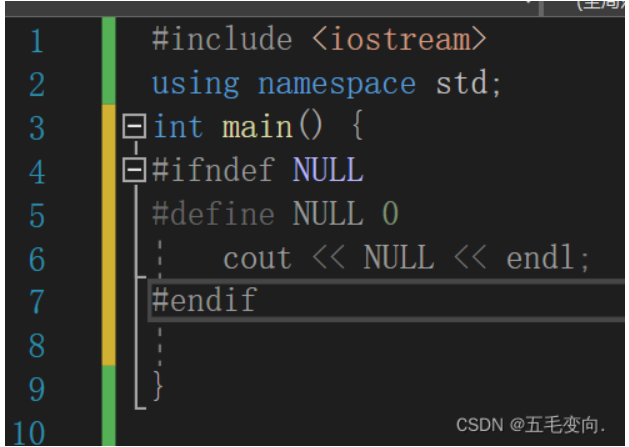 (全局
1 #include <iostream>
2 using namespace std;
3 int main() {
4 #ifndef NULL
5 #define NULL 0
6 cout << NULL << endl;
7 #endif
8
9 }
10
CSDN @五毛变向.